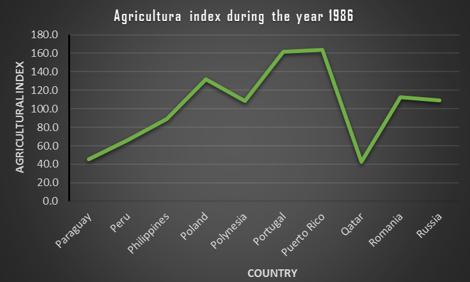 Agricultura index during the year 1986
180.0
160.0
140.0
120.0
100.0
80.0
60.0
40.0
20.0
0.0
AGRICULTURAL INDEX
Paraguay
Peru
Philippines
Poland
Polynesia
Portugal
Puerto Rico
Qatar
Romania
Russia
COUNTRY